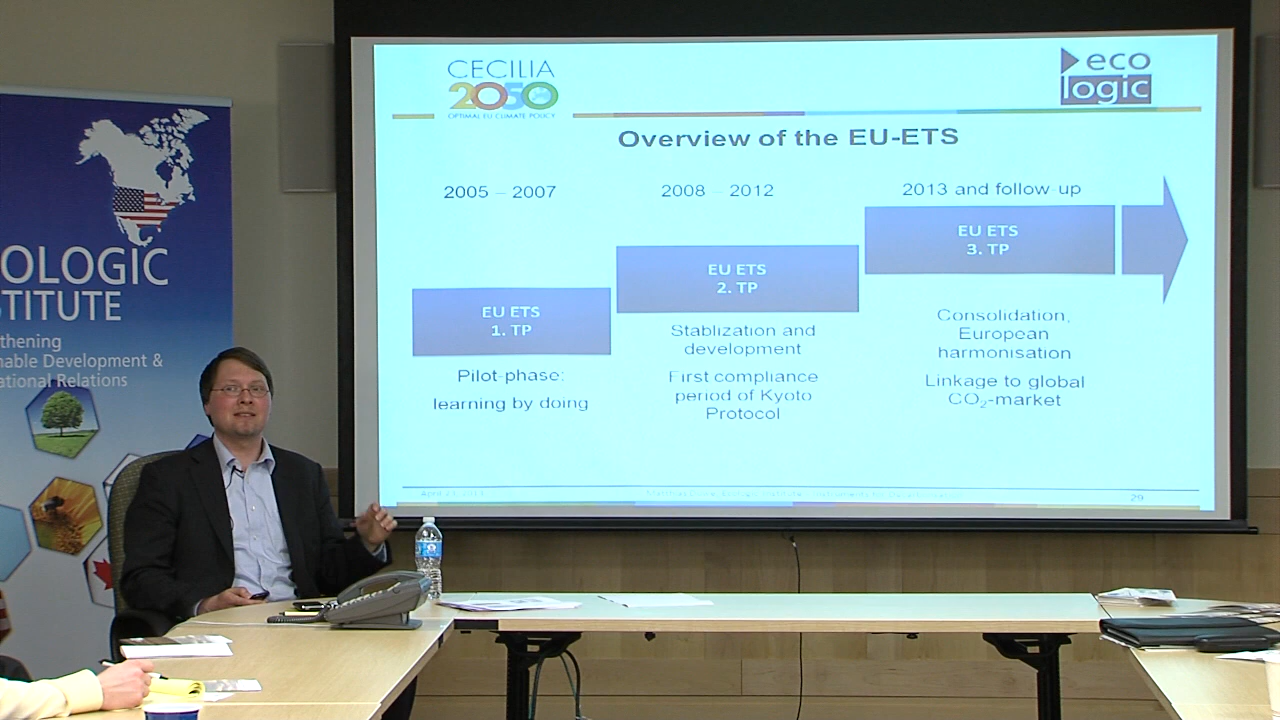 CECILIA
2050
OPTIMAL EU CLIMATE POLICY
eco
logic
Overview of the EU-ETS
2005 – 2007
2008 – 2012
2013 and follow-up
EU ETS
1. TP
EU ETS
2. TP
EU ETS
3. TP
Pilot-phase:
learning by doing
Stablization and
development
First compliance
period of Kyoto
Protocol
Consolidation,
European
harmonisation
Linkage to global
CO₂-market
29
OLOGIC
TITUTE
thening
nable Development &
ational Relations